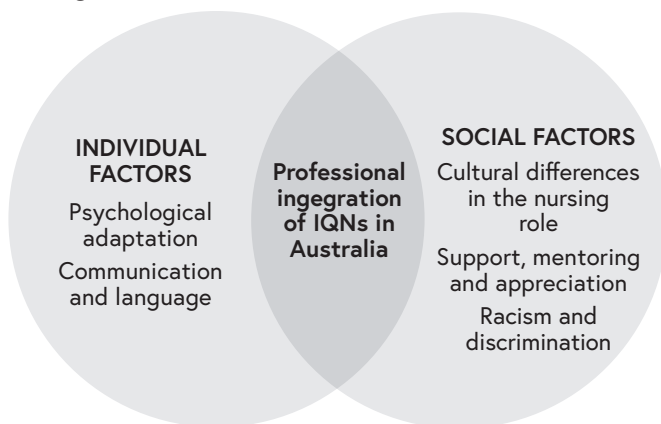 INDIVIDUAL
FACTORS
Psychological
adaptation
Communication
and language
Professional
ingegration
of IQNs in
Australia
SOCIAL FACTORS
Cultural differences
in the nursing
role
Support, mentoring
and appreciation
Racism and
discrimination